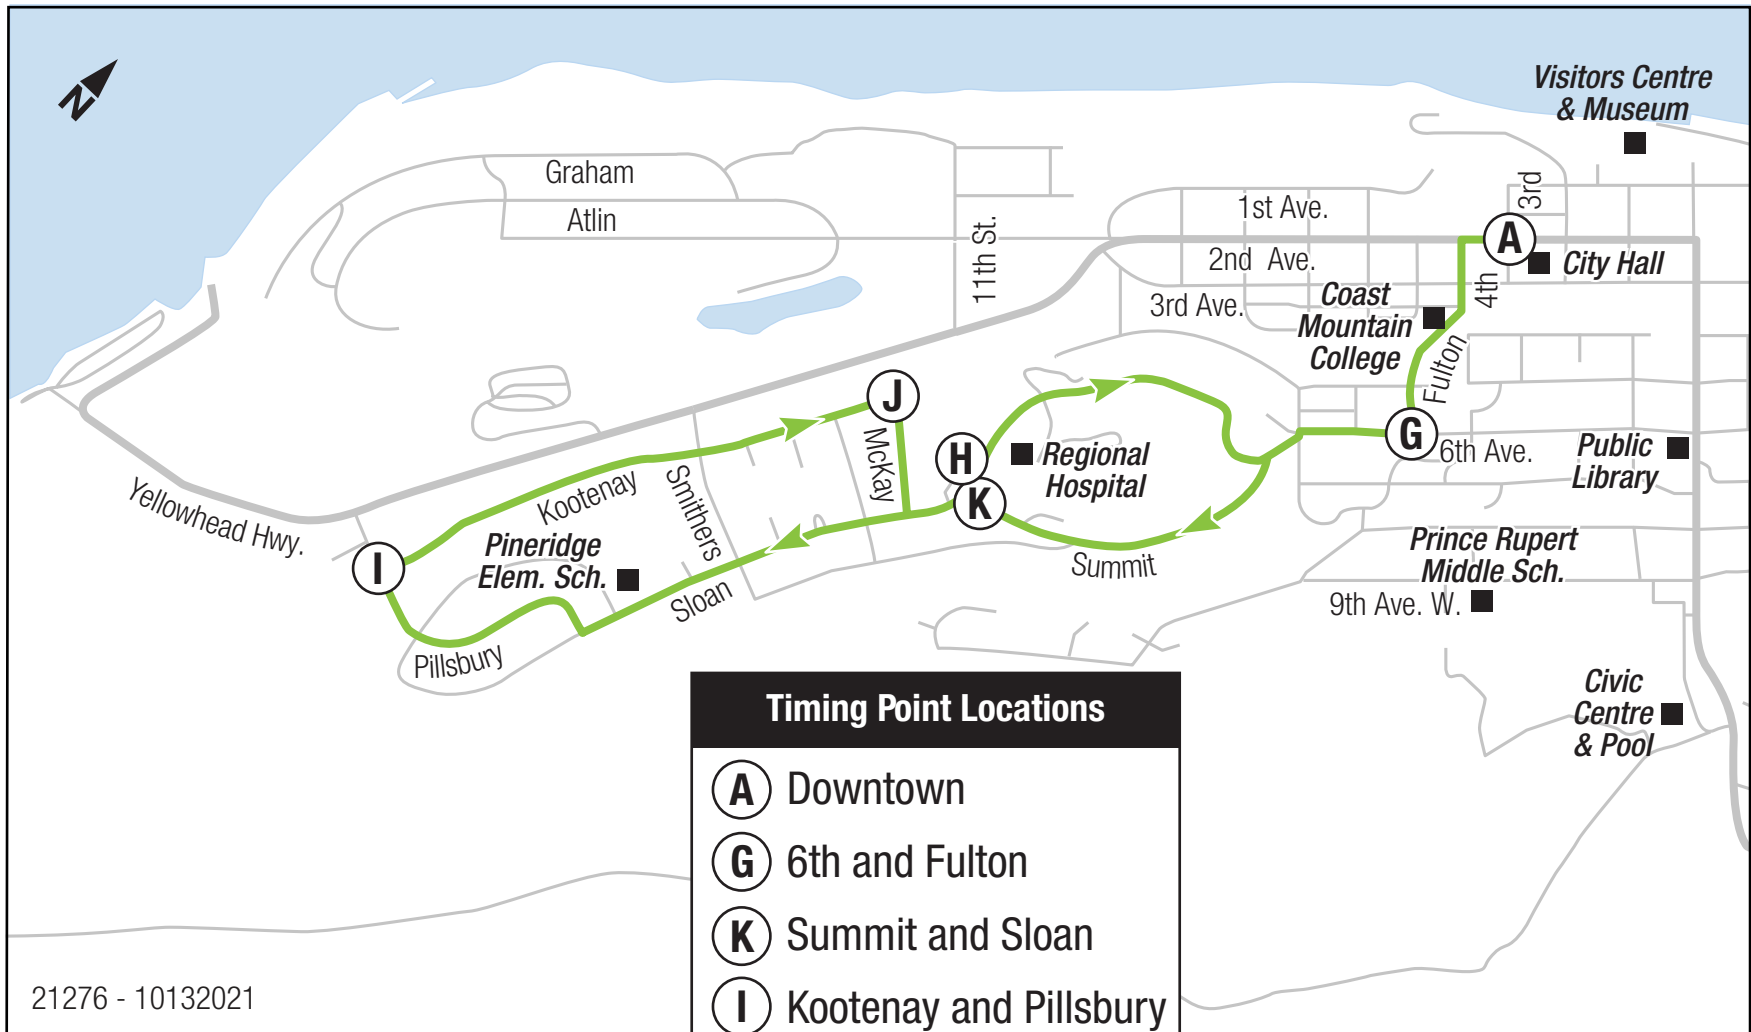 N
Visitors Centre
& Museum
Graham
Atlin
11th St.
1st Ave.
2nd Ave.
3rd Ave.
3rd
A
City Hall
4th
Coast
Mountain
College
Fulton
G
6th Ave.
Public
Library
J
McKay
H
Regional
Hospital
K
Kootenay
Smithers
Yellowhead Hwy.
I
Pineridge
Elem. Sch.
Sloan
Summit
Pillsbury
Prince Rupert
Middle Sch.
9th Ave. W.
Civic
Centre
& Pool
Timing Point Locations
A Downtown
G 6th and Fulton
K Summit and Sloan
I Kootenay and Pillsbury
21276 - 10132021